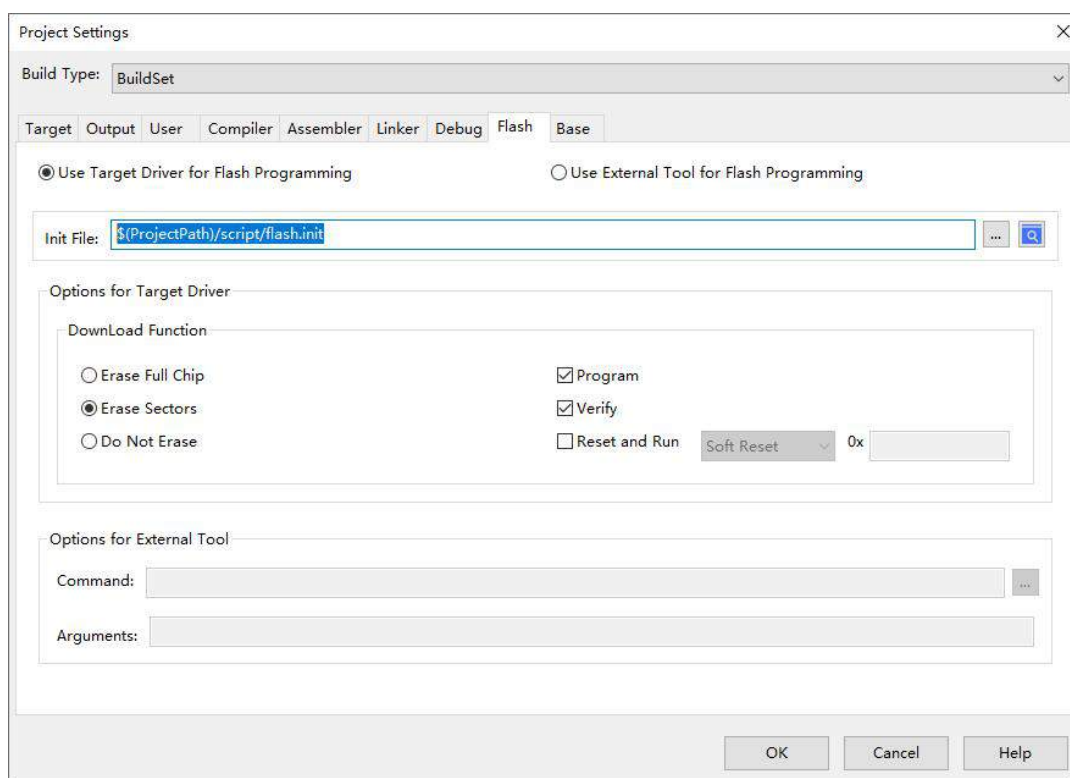 Project Settings
Build Type: BuildSet
Target Output User Compiler Assembler Linker Debug Flash Base
Use Target Driver for Flash Programming Use External Tool for Flash Programming
Init File: $(ProjectPath)/script/flash.init ...
Options for Target Driver
DownLoad Function
Erase Full Chip Program
Erase Sectors Verify
Do Not Erase Reset and Run Soft Reset 0x
Options for External Tool
Command: ...
Arguments:
OK Cancel Help